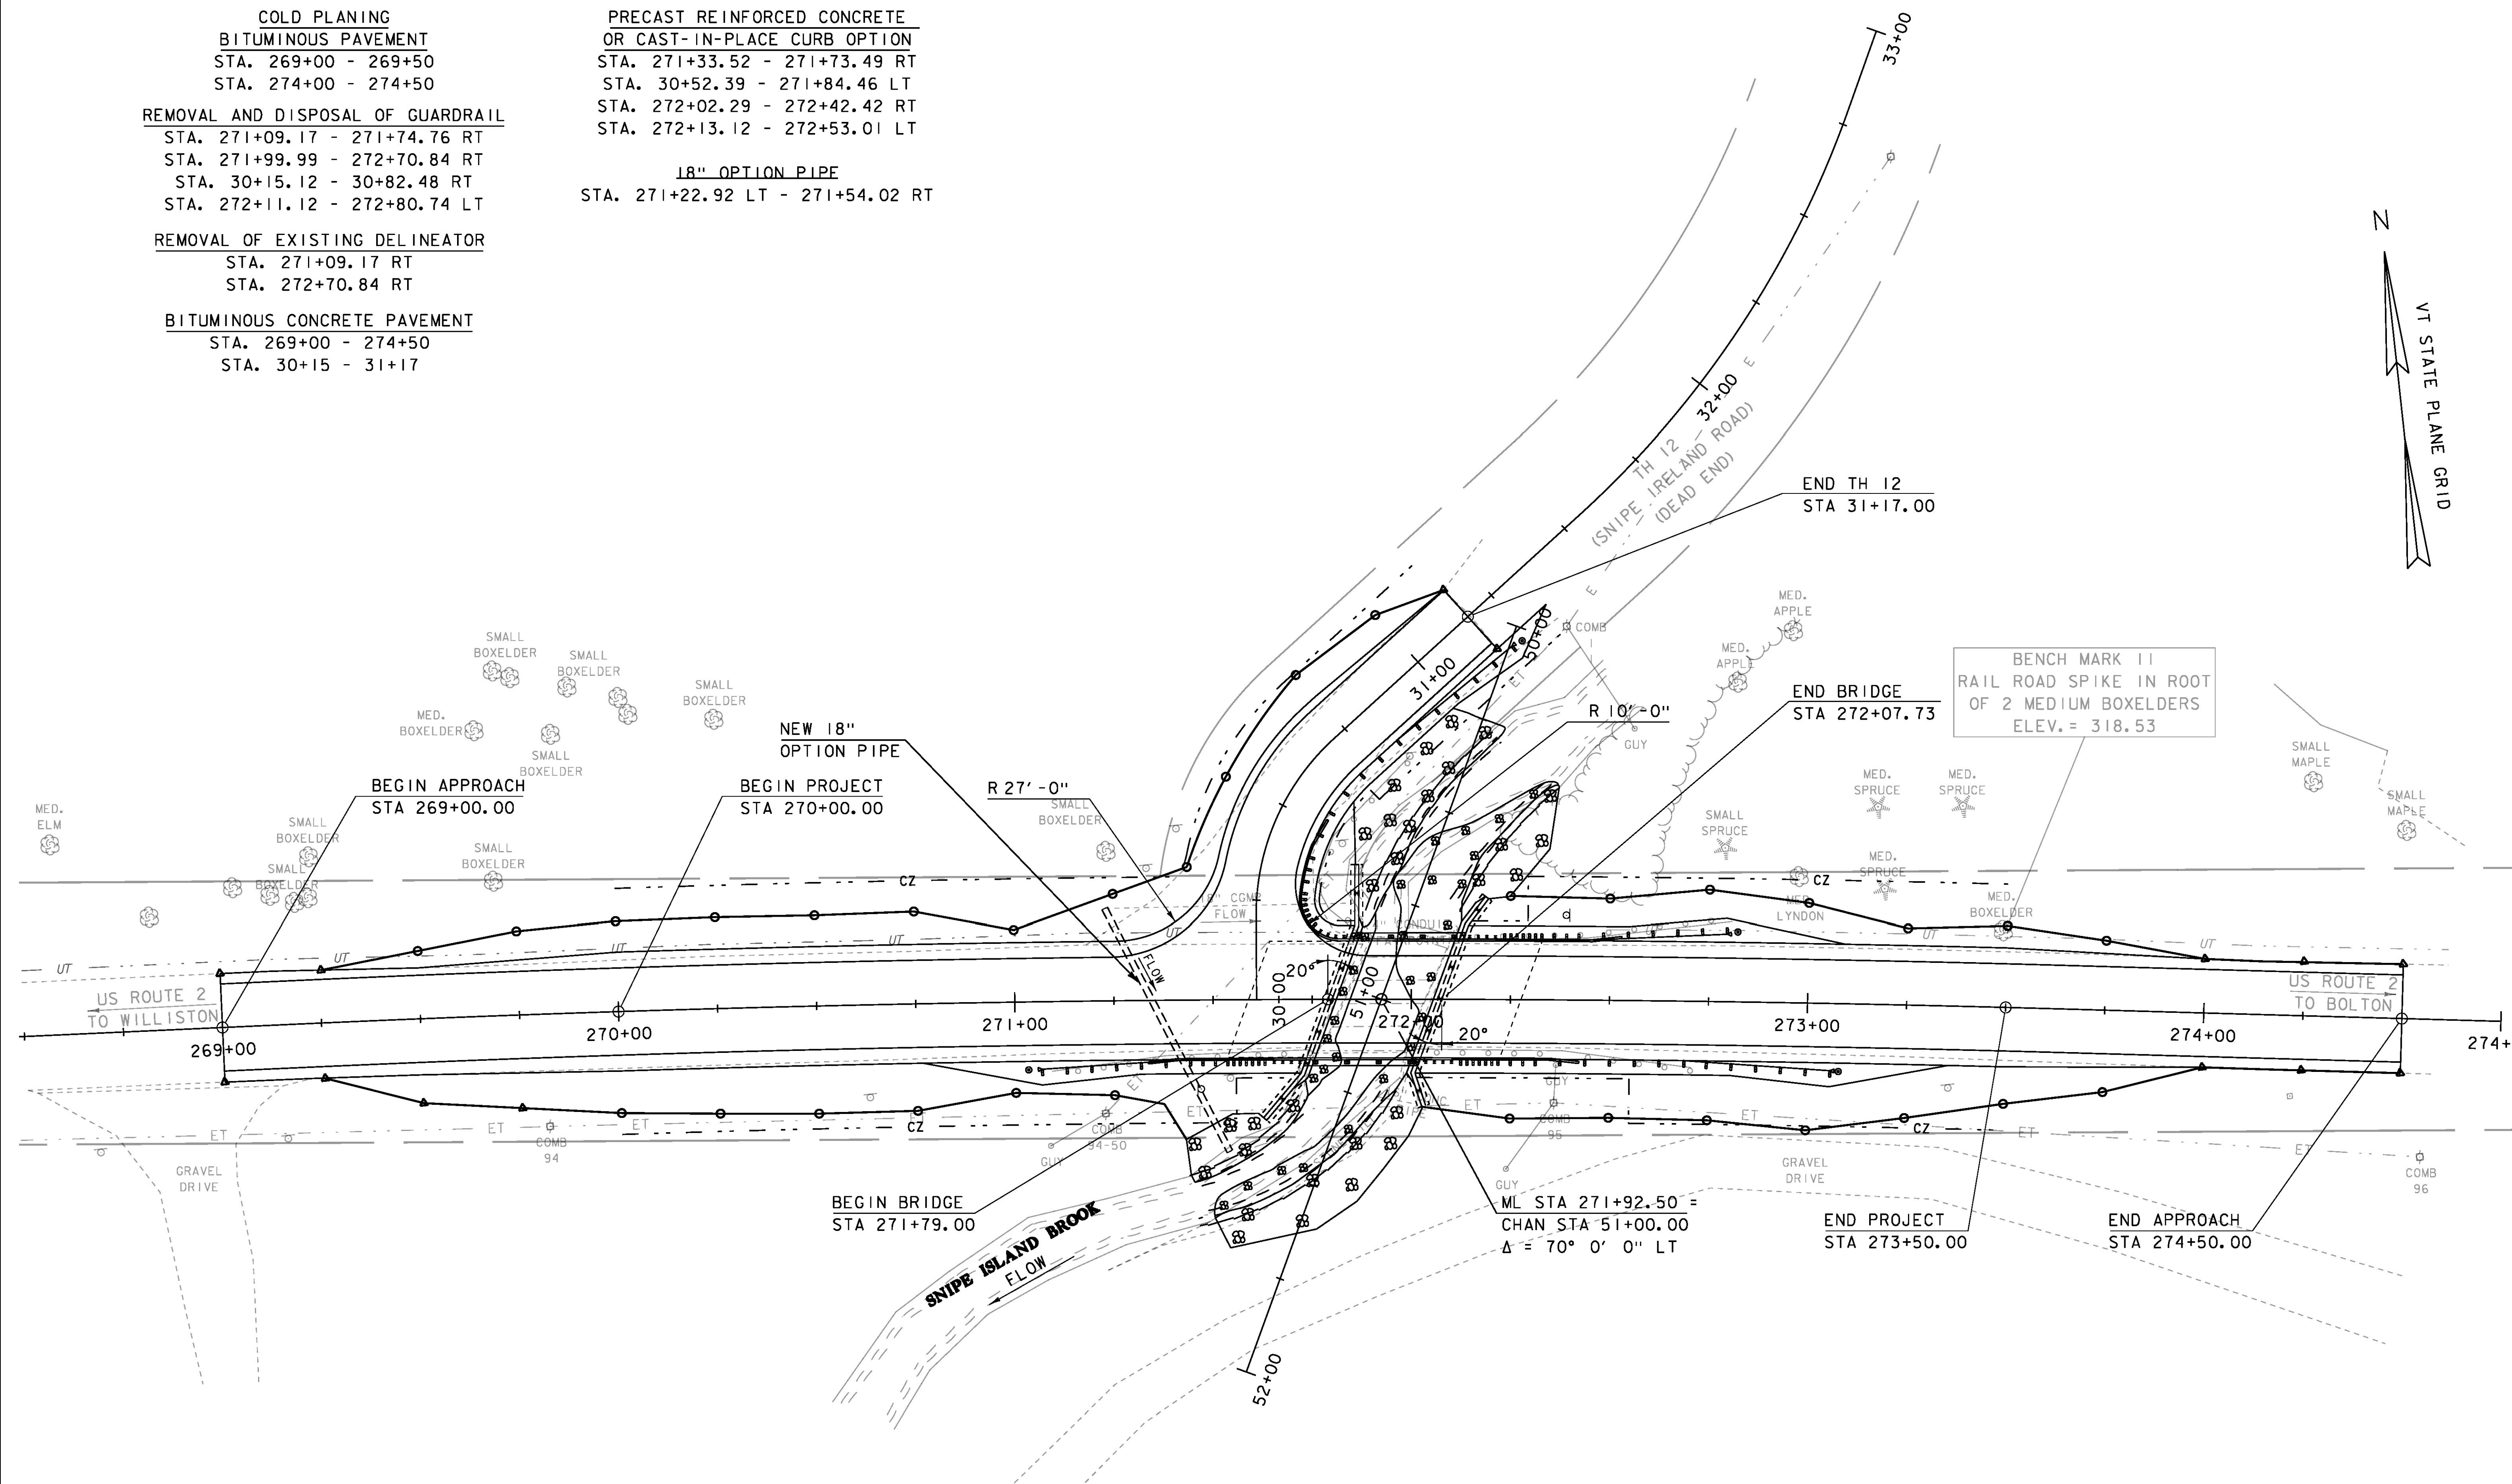 COLD PLANING
BITUMINOUS PAVEMENT
STA. 269+00 - 269+50
STA. 274+00 - 274+50
REMOVAL AND DISPOSAL OF GUARDRAIL
STA. 271+09.17 - 271+74.76 RT
STA. 271+99.99 - 272+70.84 RT
STA. 30+15.12 - 30+82.48 RT
STA. 272+11.12 - 272+80.74 LT
REMOVAL OF EXISTING DELINEATOR
STA. 271+09.17 RT
STA. 272+70.84 RT
BITUMINOUS CONCRETE PAVEMENT
STA. 269+00 - 274+50
STA. 30+15 - 31+17
PRECAST REINFORCED CONCRETE
OR CAST-IN-PLACE CURB OPTION
STA. 271+33.52 - 271+73.49 RT
STA. 30+52.39 - 271+84.46 LT
STA. 272+02.29 - 272+42.42 RT
STA. 272+13.12 - 272+53.01 LT
18" OPTION PIPE
STA. 271+22.92 LT - 271+54.02 RT
33+00
N
VT STATE PLANE GRID
32+00
TH 12
(SNIPE IRELAND ROAD)
(DEAD END)
E
E
END TH 12
STA 31+17.00
MED.
APPLE
MED.
APPLE
COMB
50+00
31+00
ET
GUY
BENCH MARK 11
RAIL ROAD SPIKE IN ROOT
OF 2 MEDIUM BOXELDERS
ELEV.= 318.53
SMALL
BOXELDER
SMALL
BOXELDER
SMALL
BOXELDER
MED.
BOXELDER
SMALL
BOXELDER
NEW 18"
OPTION PIPE
R 10'-0"
END BRIDGE
STA 272+07.73
BEGIN APPROACH
STA 269+00.00
BEGIN PROJECT
STA 270+00.00
R 27'-0"
SMALL
BOXELDER
MED.
SPRUCE
MED.
SPRUCE
SMALL
MAPLE
SMALL
MAPLE
MED.
ELM
SMALL
BOXELDER
SMALL
BOXELDER
SMALL
BOXELDER
SMALL
SPRUCE
MED.
SPRUCE
CZ
CZ
18" CGMP
FLOW
MED.
LYNDON
MED.
BOXELDER
UT
UT
UT
UT
UT
UT
UT
FLOW
20°
US ROUTE 2
TO WILLISTON
US ROUTE 2
TO BOLTON
269+00
270+00
271+00
30+00
51+00
272+00
20°
273+00
274+00
274+
ET
ET
ET
ET
ET
ET
ET
ET
ET
ET
CZ
CZ
COMB
94
COMB
94-50
GUY
GUY
COMB
95
GUY
GRAVEL
DRIVE
GRAVEL
DRIVE
COMB
96
BEGIN BRIDGE
STA 271+79.00
SNIPE ISLAND BROOK
FLOW
ML STA 271+92.50 =
CHAN STA 51+00.00
Δ = 70° 0' 0" LT
END PROJECT
STA 273+50.00
END APPROACH
STA 274+50.00
52+00